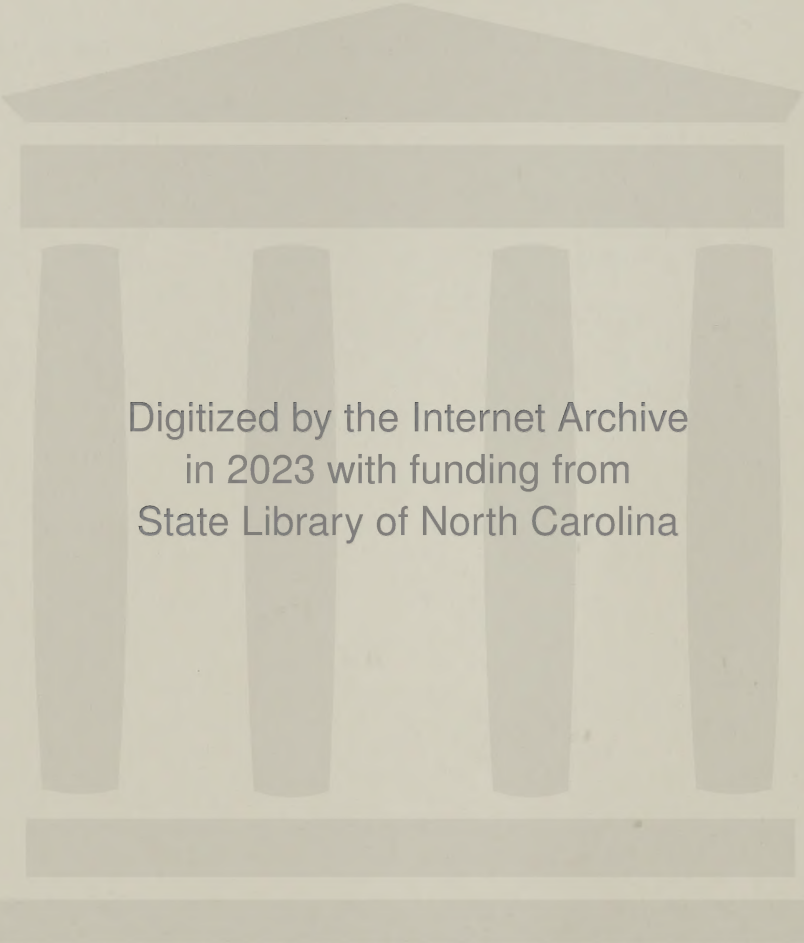 Digitized by the Internet Archive
in 2023 with funding from
State Library of North Carolina